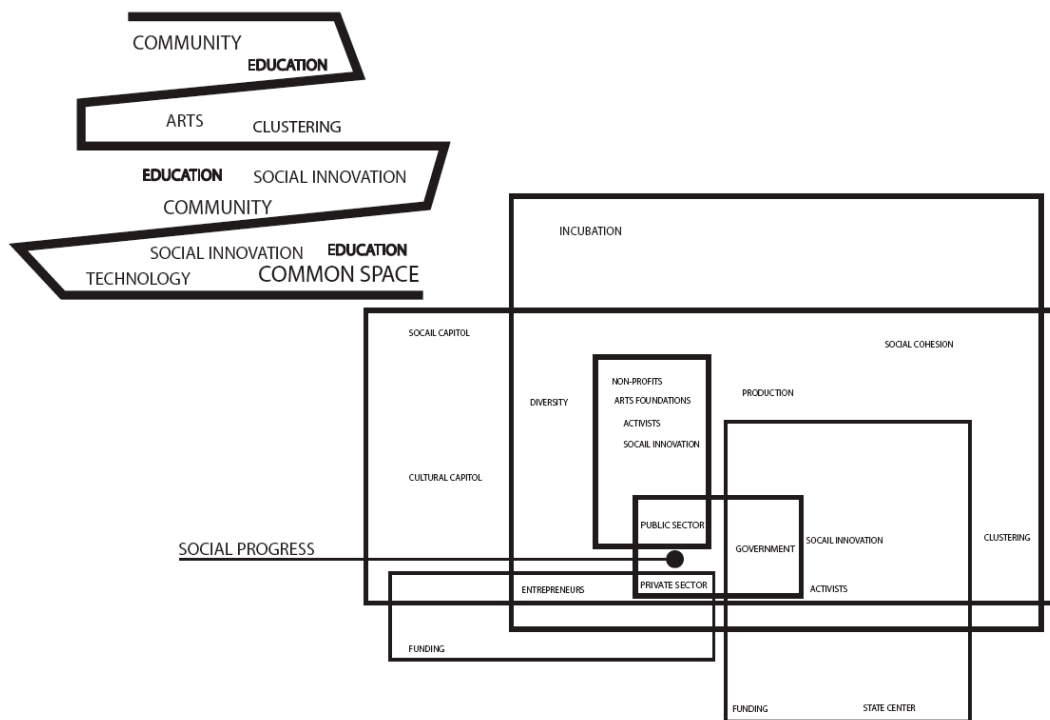 COMMUNITY
EDUCATION
ARTS
CLUSTERING
EDUCATION SOCIAL INNOVATION
COMMUNITY
SOCIAL INNOVATION EDUCATION
TECHNOLOGY COMMON SPACE
INCUBATION
SOCAIL CAPITOL
SOCIAL COHESION
NON-PROFITS
PRODUCTION
DIVERSITY
ARTS FOUNDATIONS
ACTIVISTS
SOCAIL INNOVATION
CULTURAL CAPITOL
PUBLIC SECTOR
CLUSTERING
SOCAIL INNOVATION
GOVERNMENT
SOCIAL PROGRESS
ENTREPRENEURS
PRIVATE SECTOR
ACTIVISTS
FUNDING
FUNDING
STATE CENTER